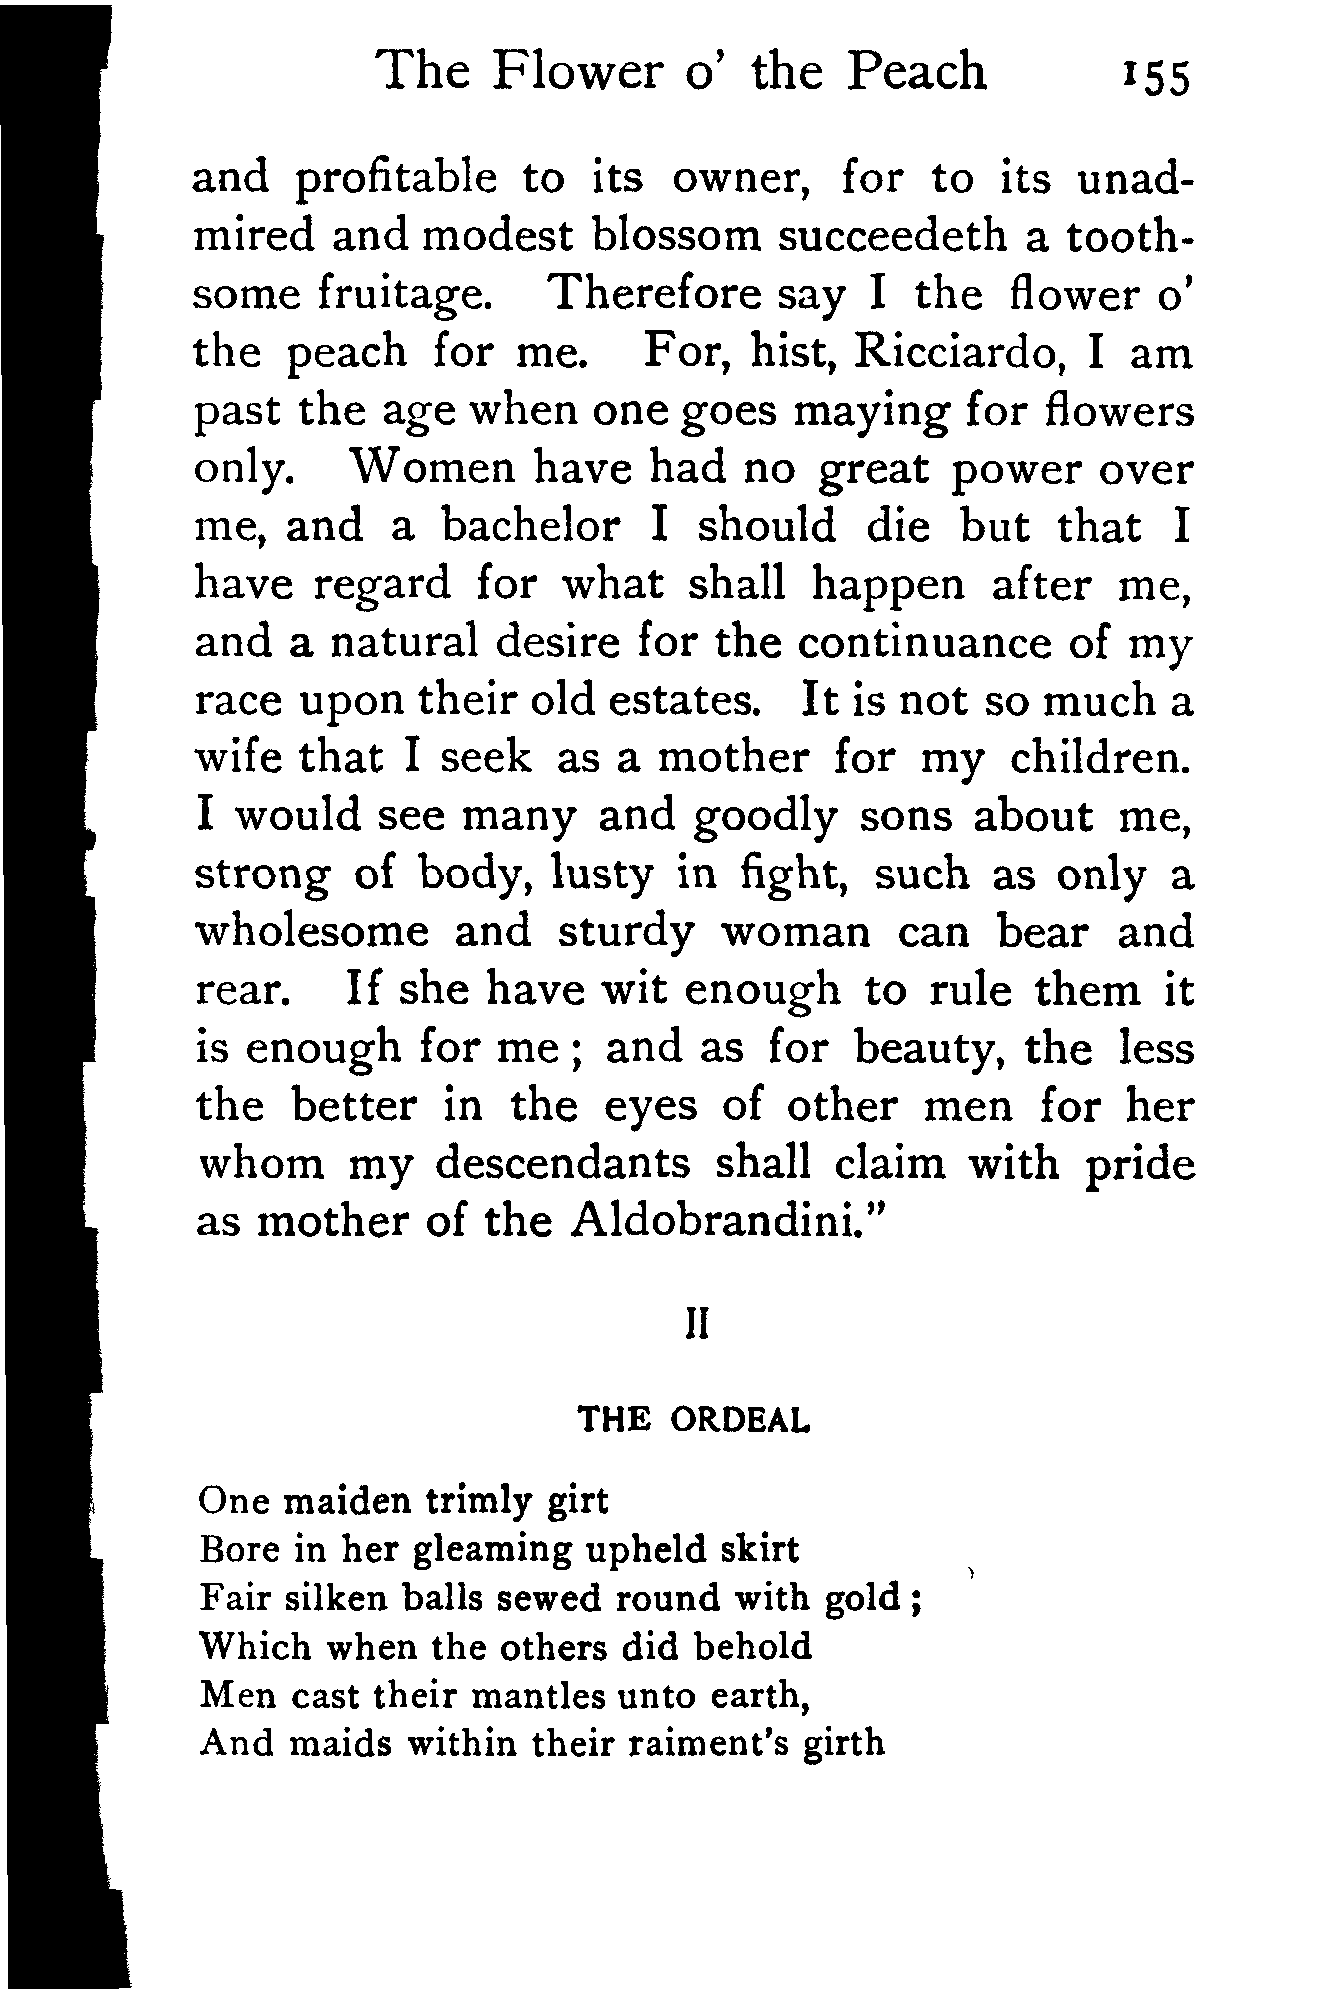 The Flower o' the Peach 155
and profitable to its owner, for to its unad-
mired and modest blossom succeedeth a tooth-
some fruitage. Therefore say I the flower o'
the peach for me. For, hist, Ricciardo, I am
past the age when one goes maying for flowers
only. Women have had no great power over
me, and a bachelor I should die but that I
have regard for what shall happen after me,
and a natural desire for the continuance of my
race upon their old estates. It is not so much a
wife that I seek as a mother for my children.
I would see many and goodly sons about me,
strong of body, lusty in fight, such as only a
wholesome and sturdy woman can bear and
rear. If she have wit enough to rule them it
is enough for me ; and as for beauty, the less
the better in the eyes of other men for her
whom my descendants shall claim with pride
as mother of the Aldobrandini."
II
THE ORDEAL
One maiden trimly girt
Bore in her gleaming upheld skirt
Fair silken balls sewed round with gold ;
Which when the others did behold
Men cast their mantles unto earth,
And maids within their raiment's girth